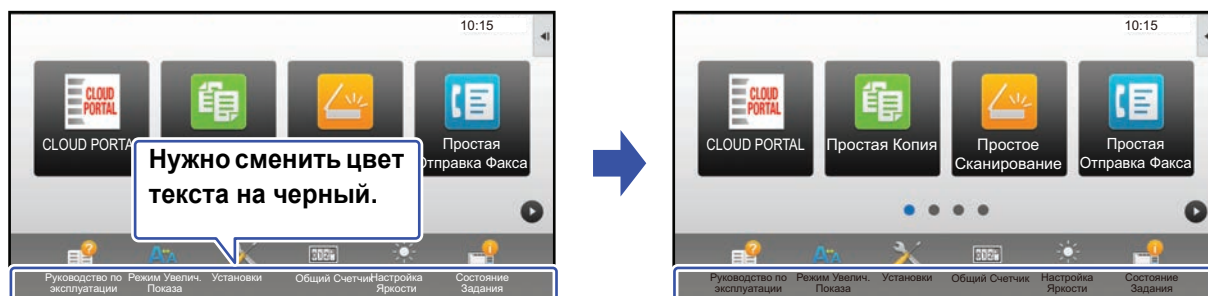 10:15
CLOUD
PORTAL
CLOUD PORTA
Простая
Отправка Факса
Нужно сменить цвет
текста на черный.
Руководство по
эксплуатации
Режим Увелич.
Показа
Установки
Общий Счетчик
Настройка
Яркости
Состояние
Задания
10:15
CLOUD
PORTAL
CLOUD PORTAL
Простая Копия
Простое
Сканирование
Простая
Отправка Факса
Руководство по
эксплуатации
Режим Увелич.
Показа
Установки
Общий Счетчик
Настройка
Яркости
Состояние
Задания